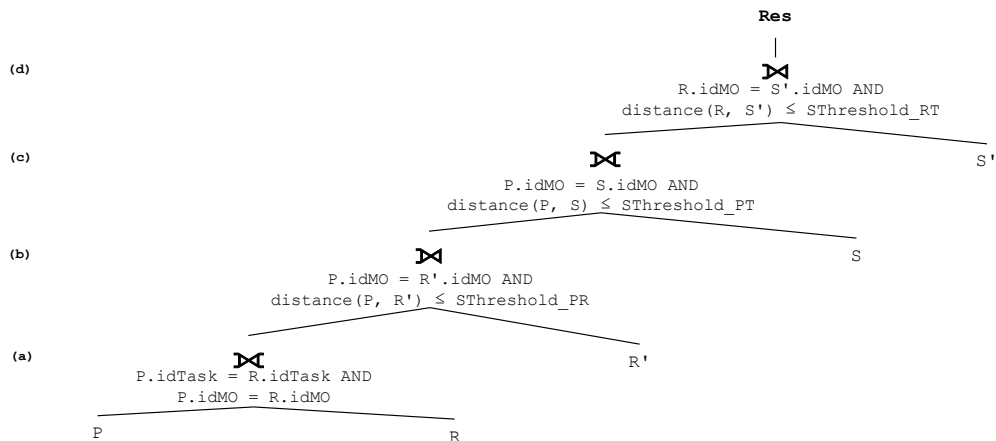 Res
(d)
R.idMO = S'.idMO AND
distance(R, S') ≤ SThreshold_RT
S'
(c)
P.idMO = S.idMO AND
distance(P, S) ≤ SThreshold_PT
S
(b)
P.idMO = R'.idMO AND
distance(P, R') ≤ SThreshold_PR
R'
(a)
P.idTask = R.idTask AND
P.idMO = R.idMO
P
R